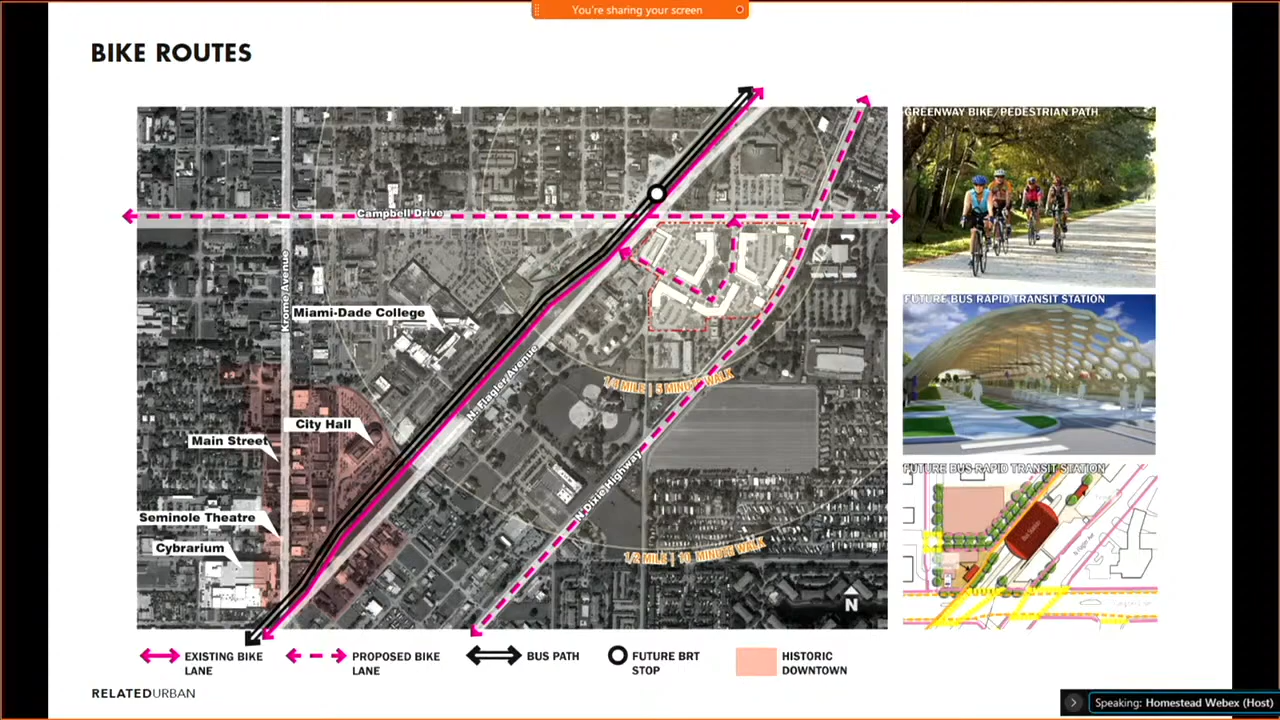 You're sharing your screen
BIKE ROUTES
GREENWAY BIKE/PEDESTRIAN PATH
Campbell Drive
Krome Avenue
Miami-Dade College
FUTURE BUS RAPID TRANSIT STATION
N. Flagler Avenue
1/4 MILE | 5 MINUTE WALK
City Hall
Main Street
N Dixie Highway
FUTURE BUS RAPID TRANSIT STATION
Bus Station
Seminole Theatre
Cybrarium
1/2 MILE | 10 MINUTE WALK
N
EXISTING BIKE
LANE
PROPOSED BIKE
LANE
BUS PATH
FUTURE BRT
STOP
HISTORIC
DOWNTOWN
RELATEDURBAN
Speaking: Homestead Webex (Host)